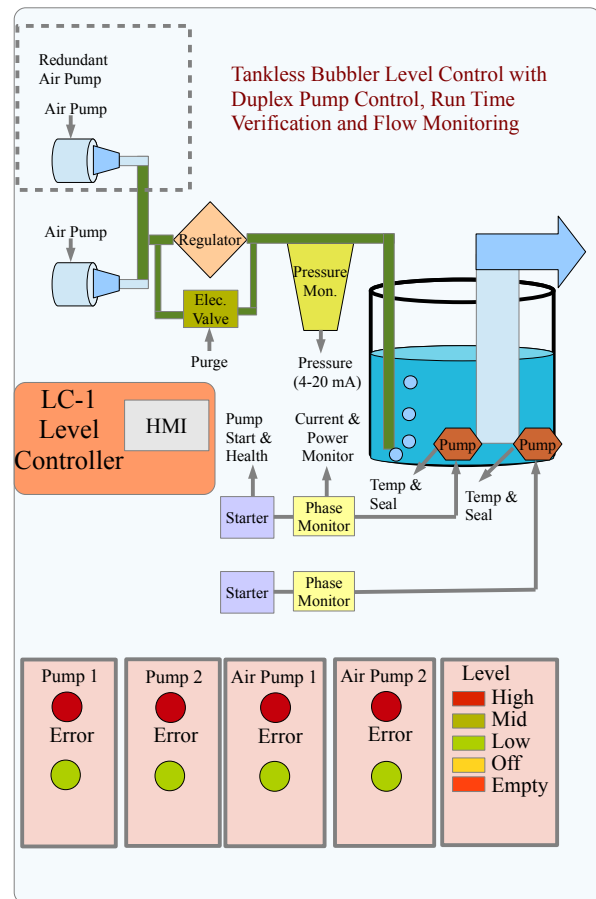 Redundant
Air Pump
Tankless Bubbler Level Control with
Duplex Pump Control, Run Time
Verification and Flow Monitoring
Air Pump
Air Pump
Regulator
Pressure
Mon.
Elec.
Valve
Purge
Pressure
(4-20 mA)
LC-1
Level
Controller
HMI
Pump
Start &
Health
Current &
Power
Monitor
Pump
Pump
Temp &
Seal
Temp &
Seal
Starter
Phase
Monitor
Starter
Phase
Monitor
Pump 1
Error
Pump 2
Error
Air Pump 1
Error
Air Pump 2
Error
Level
High
Mid
Low
Off
Empty